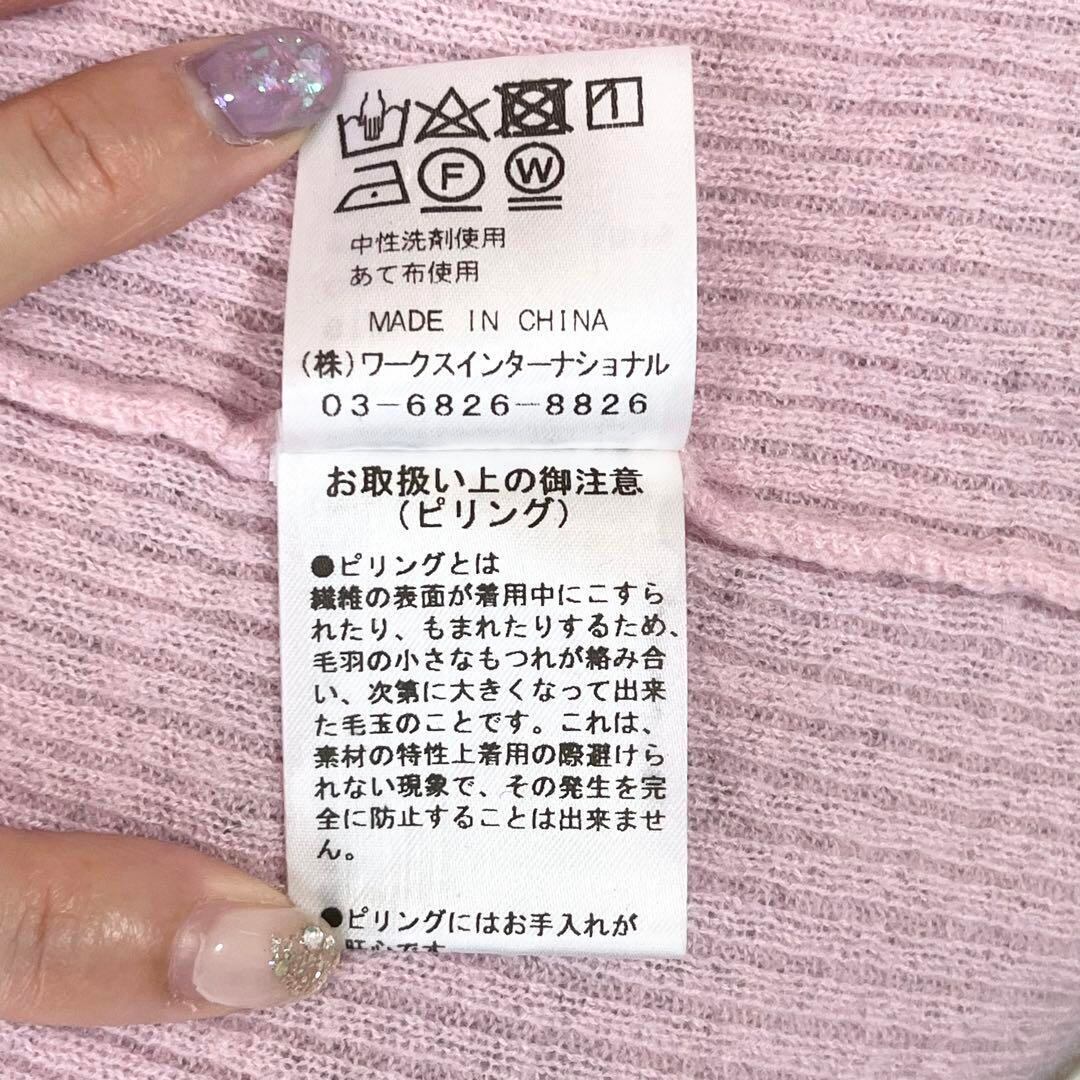 F W
中性洗剤使用
あて布使用
MADE IN CHINA
(株)ワークスインターナショナル
03-6826-8826
お取扱い上の御注意
(ピリング)
●ピリングとは
繊維の表面が着用中にこすら
れたり、もまれたりするため、
毛羽の小さなもつれが絡み合
い、次第に大きくなって出来
た毛玉のことです。これは、
素材の特性上着用の際避けら
れない現象で、その発生を完
全に防止することは出来ませ
ん。
●ピリングにはお手入れが
肝心です